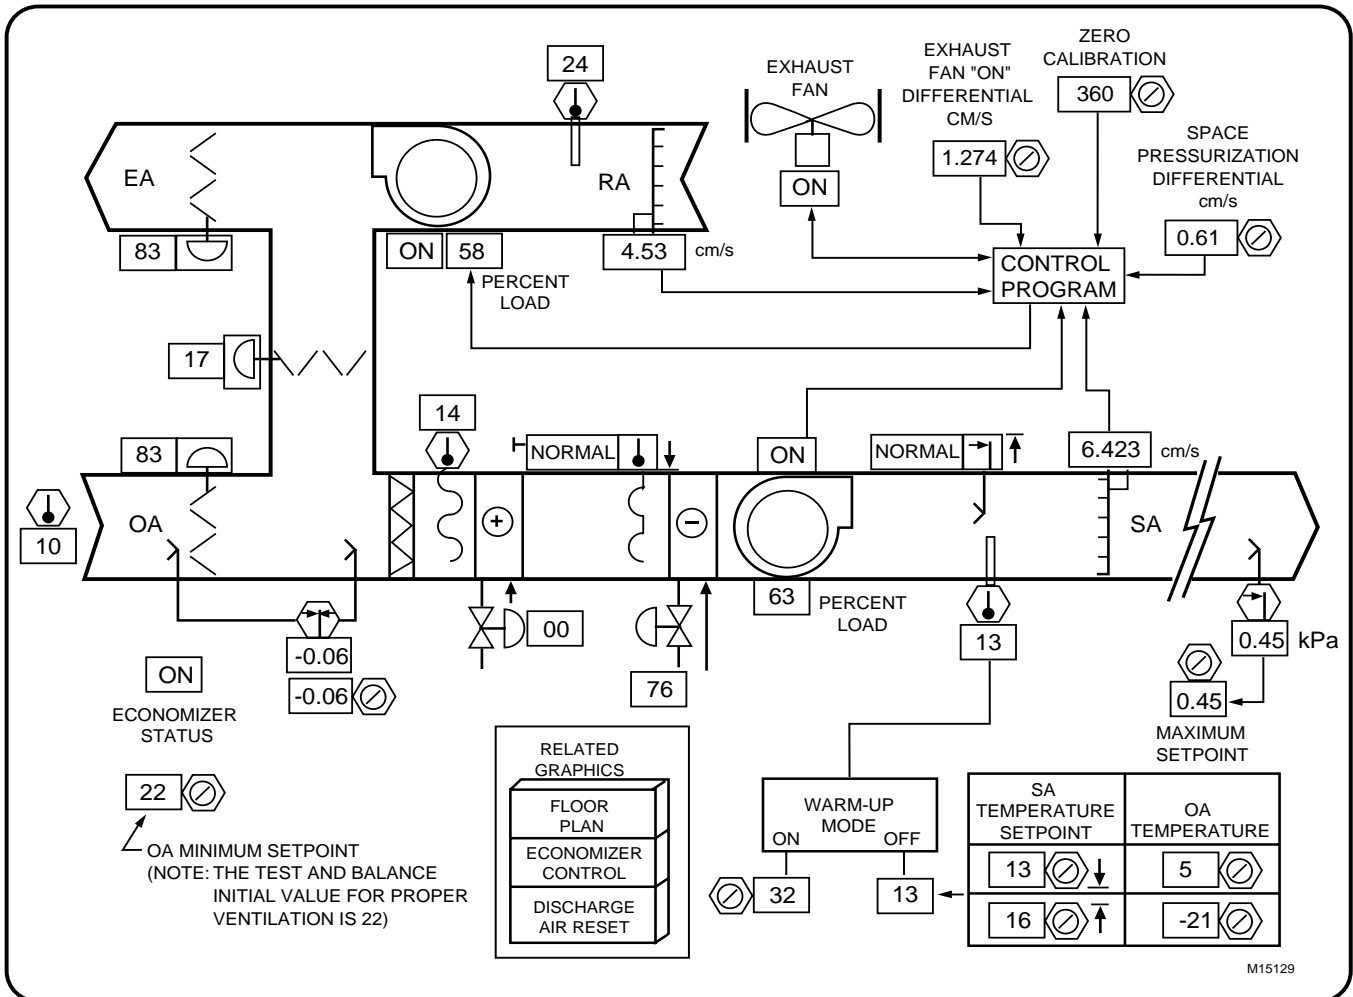 24
EXHAUST
FAN
ON
EXHAUST
FAN "ON"
DIFFERENTIAL
CM/S
1.274
ZERO
CALIBRATION
360
SPACE
PRESSURIZATION
DIFFERENTIAL
cm/s
0.61
EA
RA
83
ON
58
PERCENT
LOAD
4.53
cm/s
CONTROL
PROGRAM
17
83
14
NORMAL
ON
NORMAL
6.423
cm/s
10
OA
+
−
SA
63
PERCENT
LOAD
00
76
13
0.45
kPa
0.45
MAXIMUM
SETPOINT
-0.06
-0.06
ON
ECONOMIZER
STATUS
22
OA MINIMUM SETPOINT
(NOTE: THE TEST AND BALANCE
INITIAL VALUE FOR PROPER
VENTILATION IS 22)
RELATED
GRAPHICS
FLOOR
PLAN
ECONOMIZER
CONTROL
DISCHARGE
AIR RESET
WARM-UP
MODE
ON
OFF
32
13
SA
TEMPERATURE
SETPOINT
OA
TEMPERATURE
13
5
16
-21
M15129